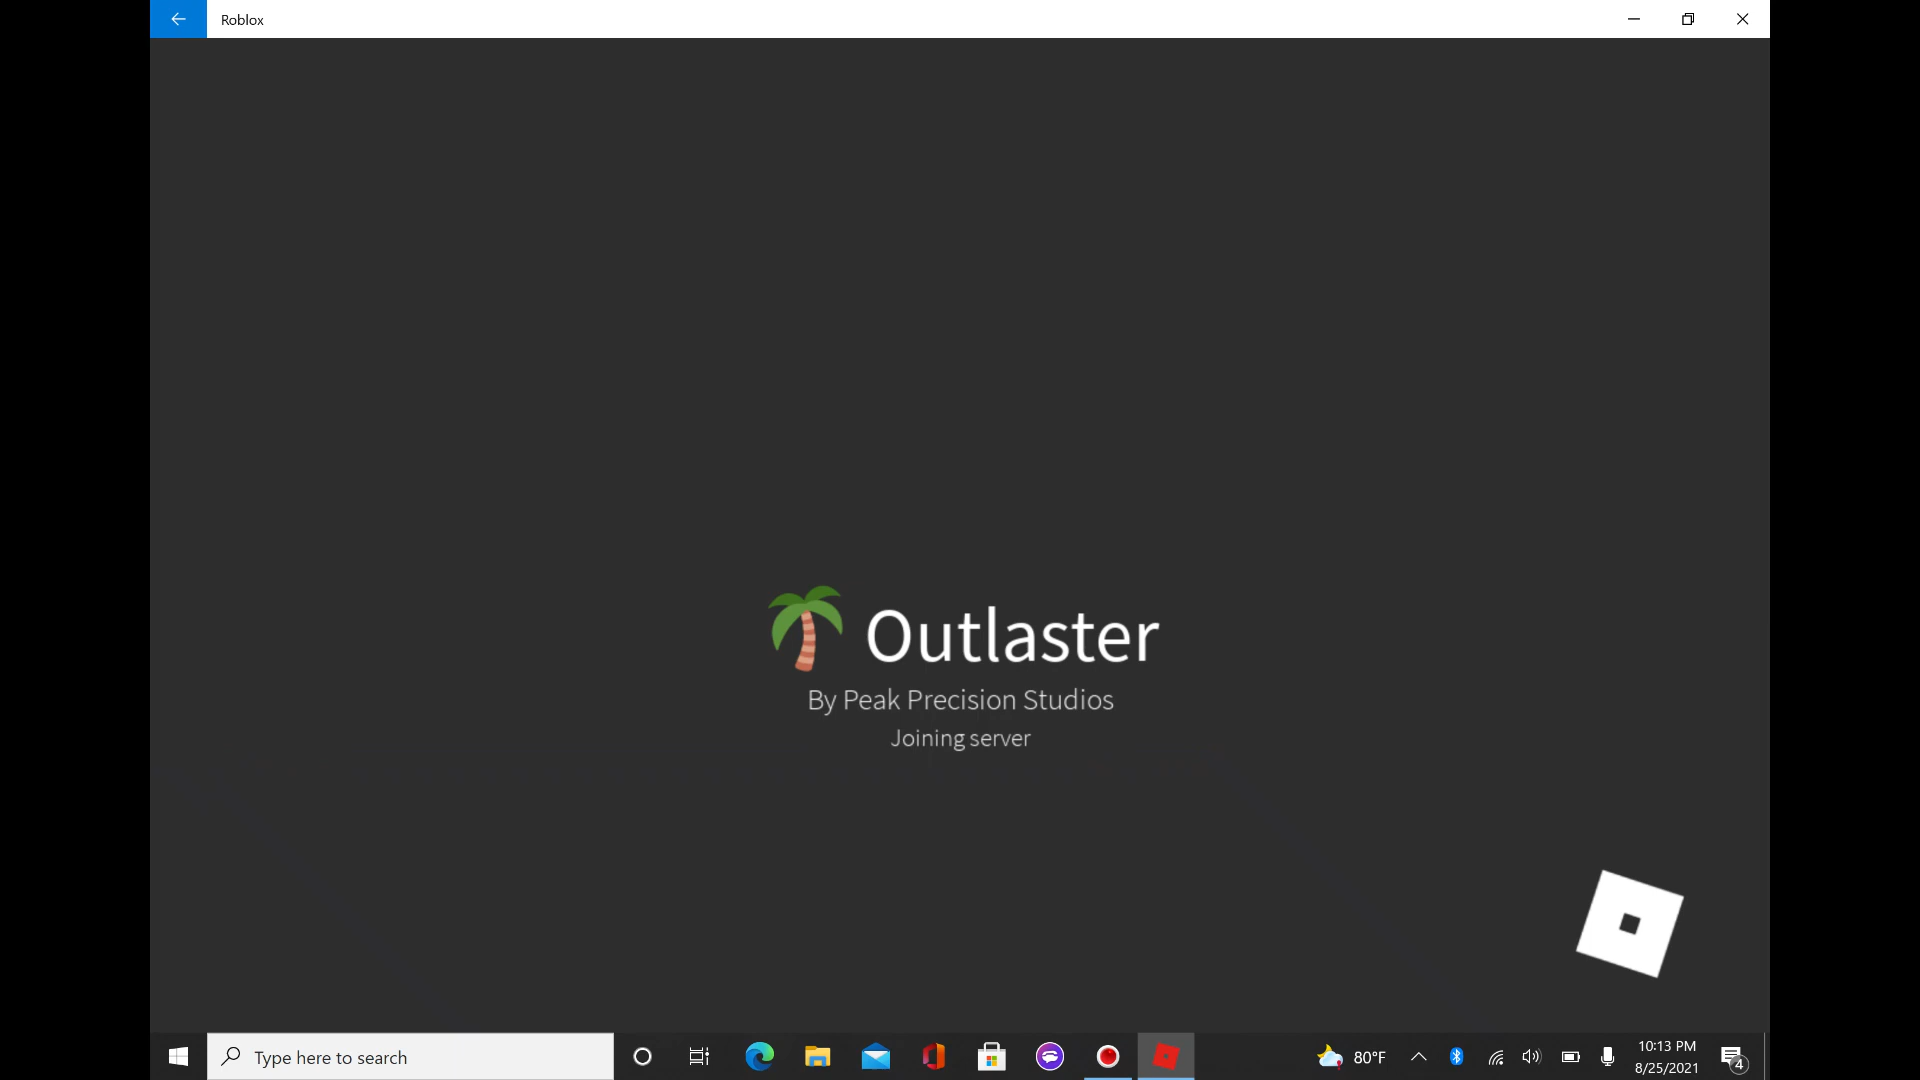 Roblox
Outlaster
By Peak Precision Studios
Joining server
Type here to search
80°F
10:13 PM
8/25/2021
4